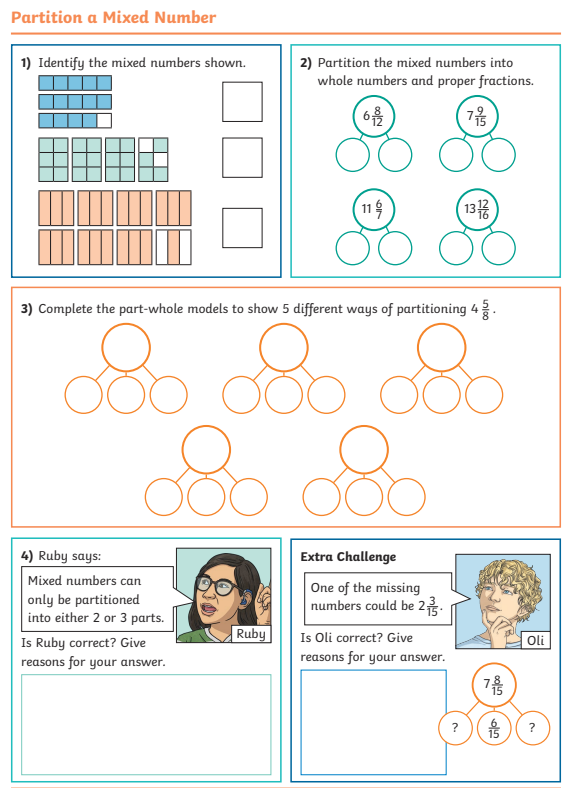 Partition a Mixed Number
1) Identify the mixed numbers shown.
2) Partition the mixed numbers into
whole numbers and proper fractions.
6 8/12
7 9/15
11 6/7
13 12/16
3) Complete the part-whole models to show 5 different ways of partitioning 4 5/8 .
4) Ruby says:
Mixed numbers can
only be partitioned
into either 2 or 3 parts.
Ruby
Is Ruby correct? Give
reasons for your answer.
Extra Challenge
One of the missing
numbers could be 2 3/15.
Oli
Is Oli correct? Give
reasons for your answer.
7 8/15
? 6/15 ?